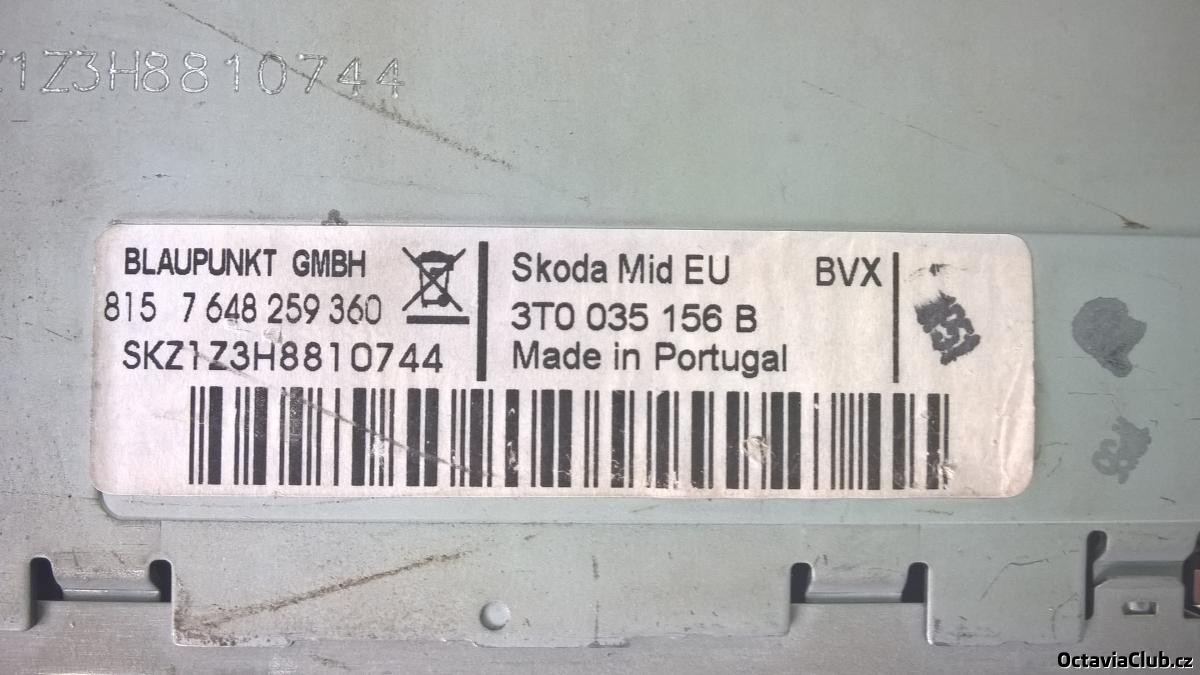 Z1Z3H8810744
BLAUPUNKT GMBH
815 7 648 259 360
SKZ1Z3H8810744
Skoda Mid EU BVX
3T0 035 156 B
Made in Portugal
OctaviaClub.cz